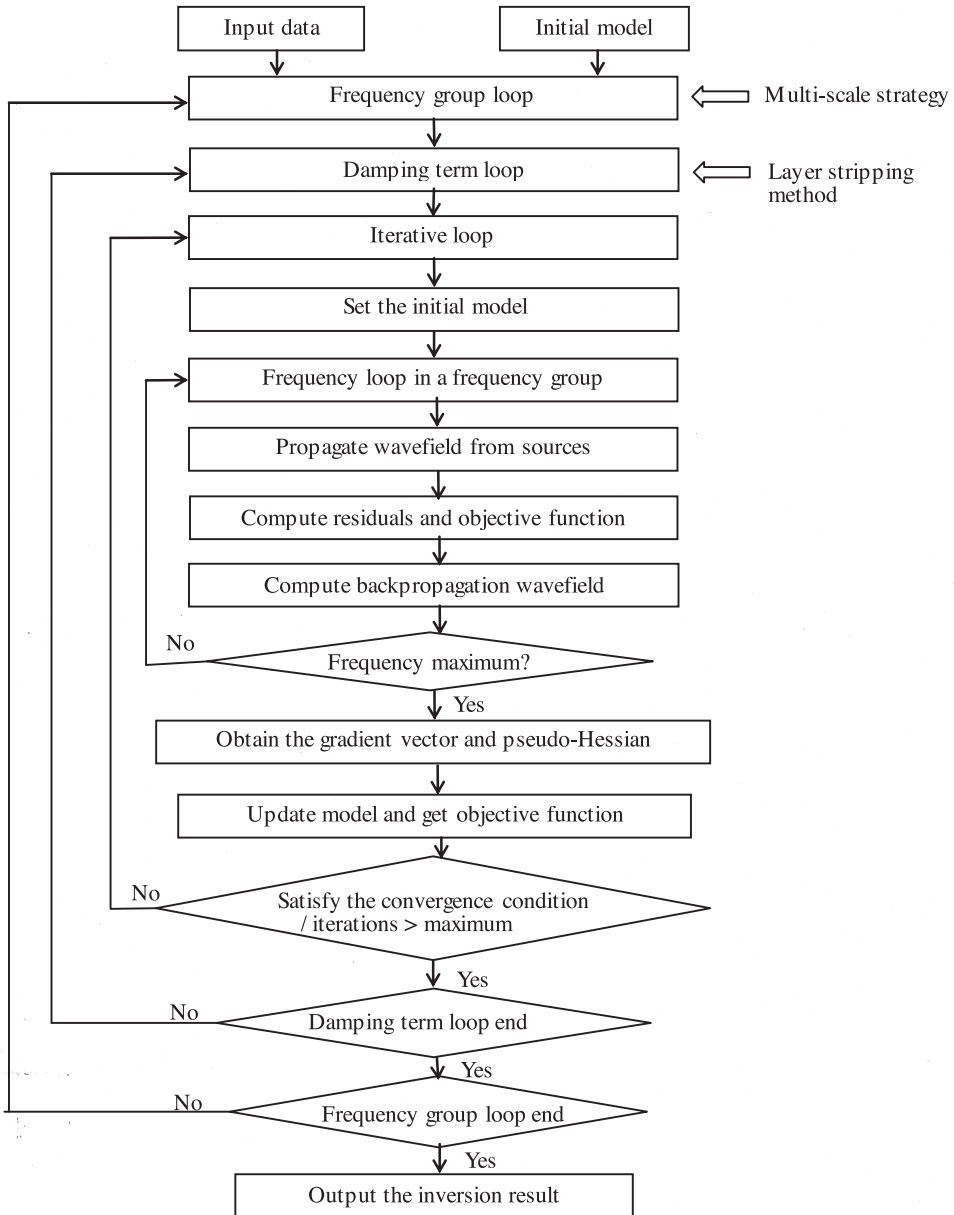 Input data
Initial model
Frequency group loop
Multi-scale strategy
Damping term loop
Layer stripping
method
Iterative loop
Set the initial model
Frequency loop in a frequency group
Propagate wavefield from sources
Compute residuals and objective function
Compute backpropagation wavefield
No
Frequency maximum?
Yes
Obtain the gradient vector and pseudo-Hessian
Update model and get objective function
No
Satisfy the convergence condition
/ iterations > maximum
Yes
No
Damping term loop end
Yes
No
Frequency group loop end
Yes
Output the inversion result